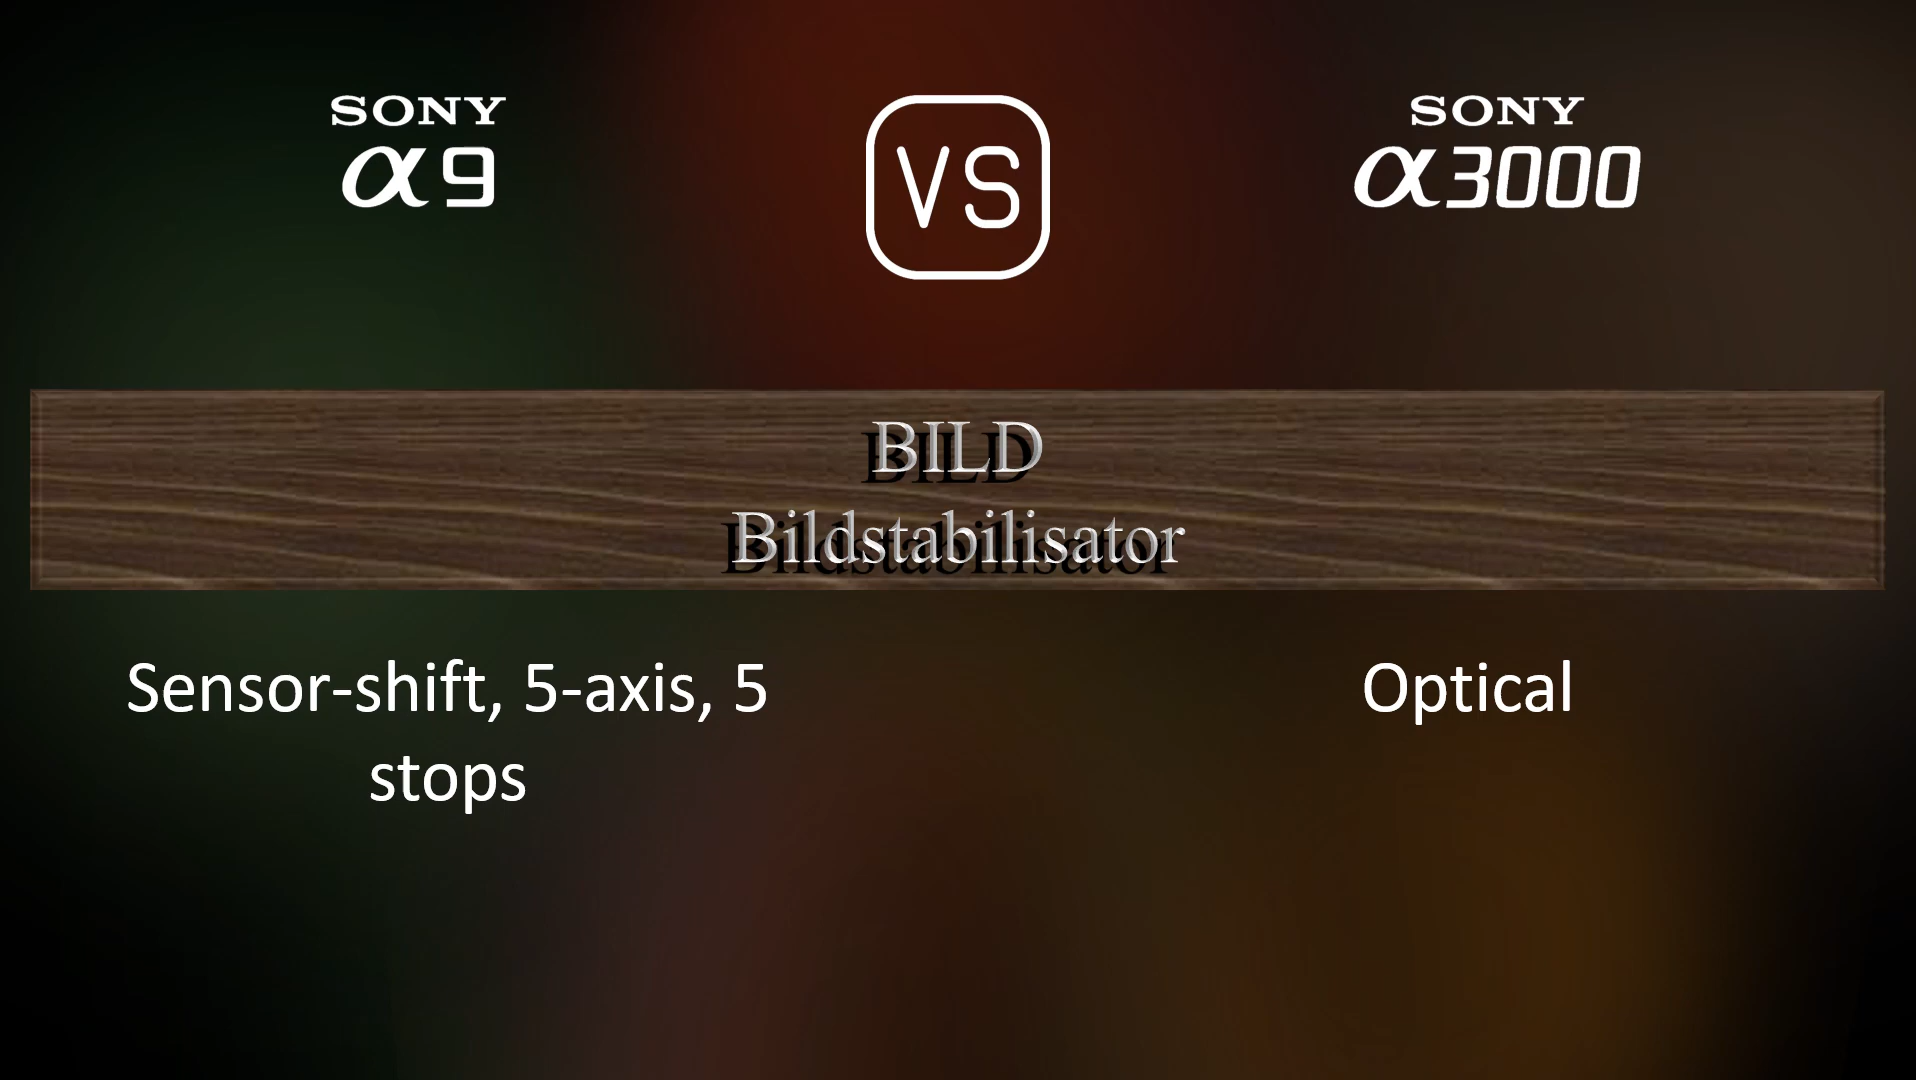 SONY
α9
VS
SONY
α3000
BILD
Bildstabilisator
Sensor-shift, 5-axis, 5
stops
Optical